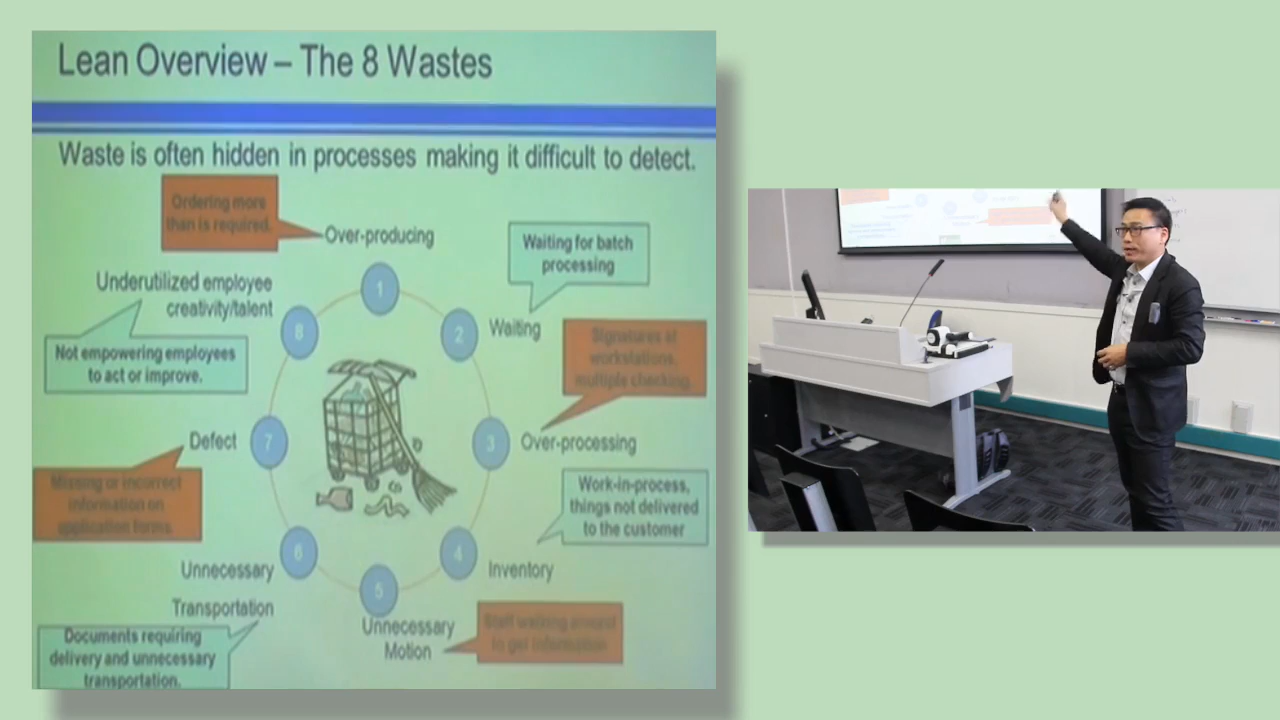 Lean Overview – The 8 Wastes
Waste is often hidden in processes making it difficult to detect.
Ordering more
than is required.
Over-producing
Waiting for batch
processing
Underutilized employee
creativity/talent
1
8
2
Waiting
Not empowering employees
to act or improve.
Signatures at
workstations,
multiple checking.
Defect
7
3
Over-processing
Missing or incorrect
information on
application forms.
Work-in-process,
things not delivered
to the customer
6
4
Unnecessary
Transportation
Inventory
5
Unnecessary
Motion
Staff walking around
to get information
Documents requiring
delivery and unnecessary
transportation.